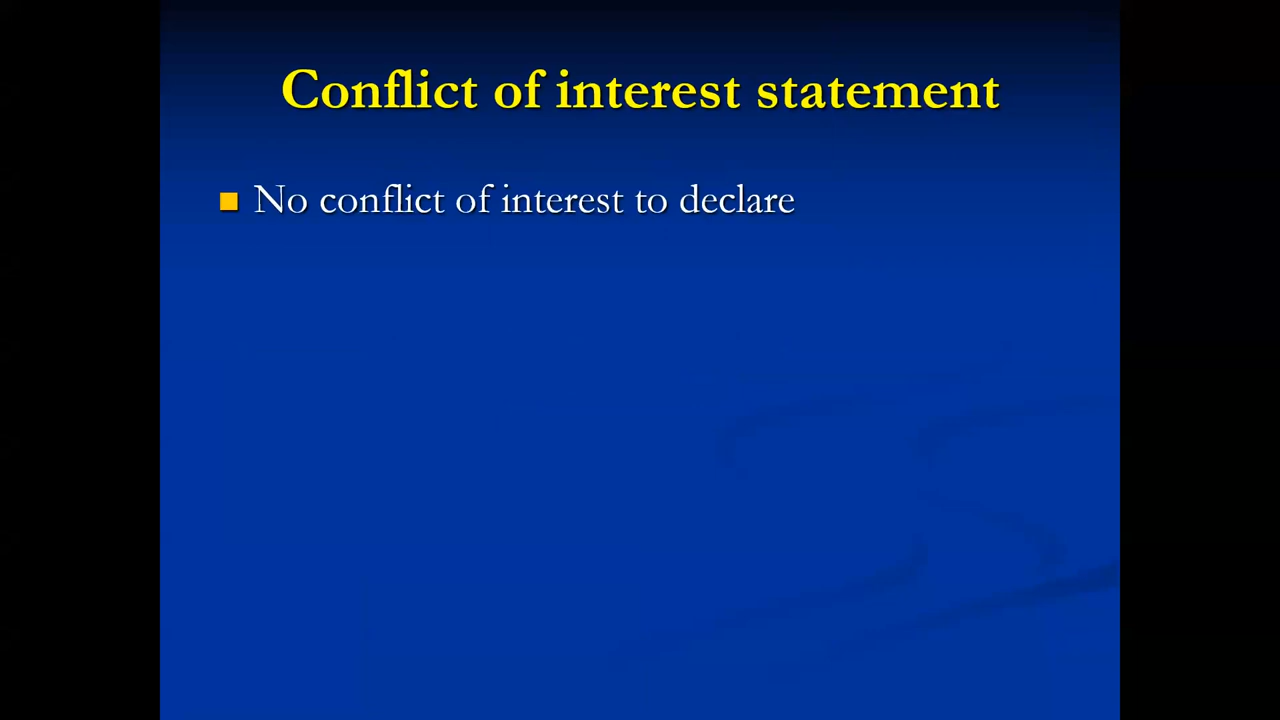 Conflict of interest statement
No conflict of interest to declare